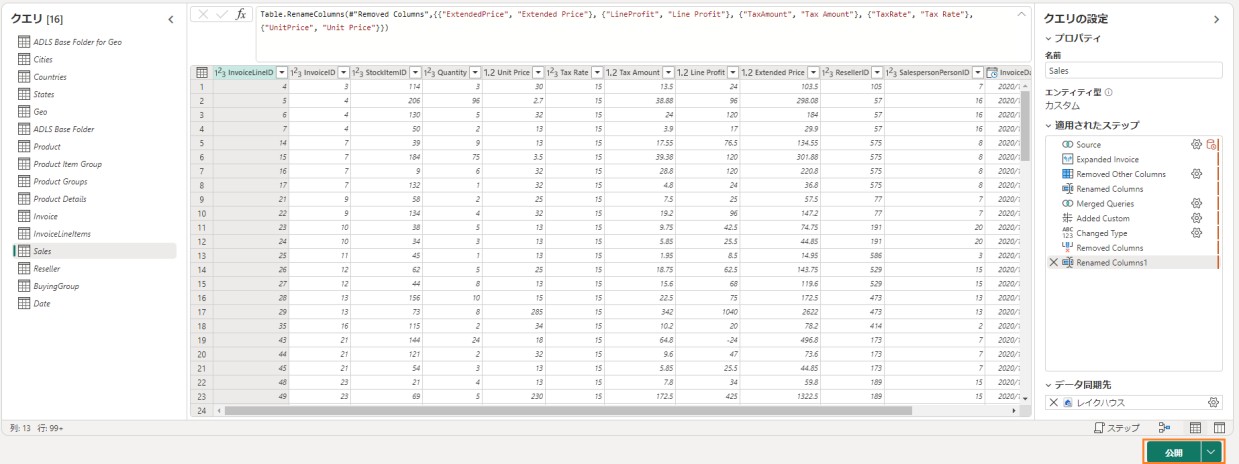 クエリ [16]
ADLS Base Folder for Geo
Cities
Countries
States
Geo
ADLS Base Folder
Product
Product Item Group
Product Groups
Product Details
Invoice
InvoiceLineItems
Sales
Reseller
BuyingGroup
Date
fx
Table.RenameColumns(#"Removed Columns",{{"ExtendedPrice", "Extended Price"}, {"LineProfit", "Line Profit"}, {"TaxAmount", "Tax Amount"}, {"TaxRate", "Tax Rate"},
{"UnitPrice", "Unit Price"}})
1²3 InvoiceLineID 1²3 InvoiceID 1²3 StockItemID 1²3 Quantity 1.2 Unit Price 1²3 Tax Rate 1.2 Tax Amount 1.2 Line Profit 1.2 Extended Price 1²3 ResellerID 1²3 SalespersonPersonID InvoiceDa
1 4 3 114 3 30 15 13.5 24 103.5 105 7 2020/1
2 5 4 206 96 2.7 15 38.88 96 298.08 57 16 2020/1
3 6 4 130 5 32 15 24 120 184 57 16 2020/1
4 7 4 50 2 13 15 3.9 17 29.9 57 16 2020/1
5 14 7 39 9 13 15 17.55 76.5 134.55 575 8 2020/1
6 15 7 184 75 3.5 15 39.38 120 301.88 575 8 2020/1
7 16 7 9 6 32 15 28.8 120 220.8 575 8 2020/1
8 17 7 132 1 32 15 4.8 24 36.8 575 8 2020/1
9 21 9 58 2 25 15 7.5 25 57.5 77 7 2020/1
10 22 9 134 4 32 15 19.2 96 147.2 77 7 2020/1
11 23 10 38 5 13 15 9.75 42.5 74.75 191 20 2020/1
12 24 10 34 3 13 15 5.85 25.5 44.85 191 20 2020/1
13 25 11 45 1 13 15 1.95 8.5 14.95 586 3 2020/1
14 26 12 62 5 25 15 18.75 62.5 143.75 529 15 2020/1
15 27 12 44 8 13 15 15.6 68 119.6 529 15 2020/1
16 28 13 156 10 15 15 22.5 75 172.5 473 13 2020/1
17 29 13 73 8 285 15 342 1040 2622 473 13 2020/1
18 35 16 115 2 34 15 10.2 20 78.2 414 2 2020/1
19 43 21 144 24 18 15 64.8 -24 496.8 173 7 2020/1
20 44 21 121 2 32 15 9.6 47 73.6 173 7 2020/1
21 45 21 54 3 13 15 5.85 25.5 44.85 173 7 2020/1
22 48 23 21 4 13 15 7.8 34 59.8 189 15 2020/1
23 49 23 69 5 230 15 172.5 425 1322.5 189 15 2020/1
24
クエリの設定
プロパティ
名前
Sales
エンティティ型
カスタム
適用されたステップ
Source
Expanded Invoice
Removed Other Columns
Renamed Columns
Merged Queries
Added Custom
ABC 123 Changed Type
Removed Columns
Renamed Columns1
データ同期先
レイクハウス
列: 13 行: 99+
ステップ
公開